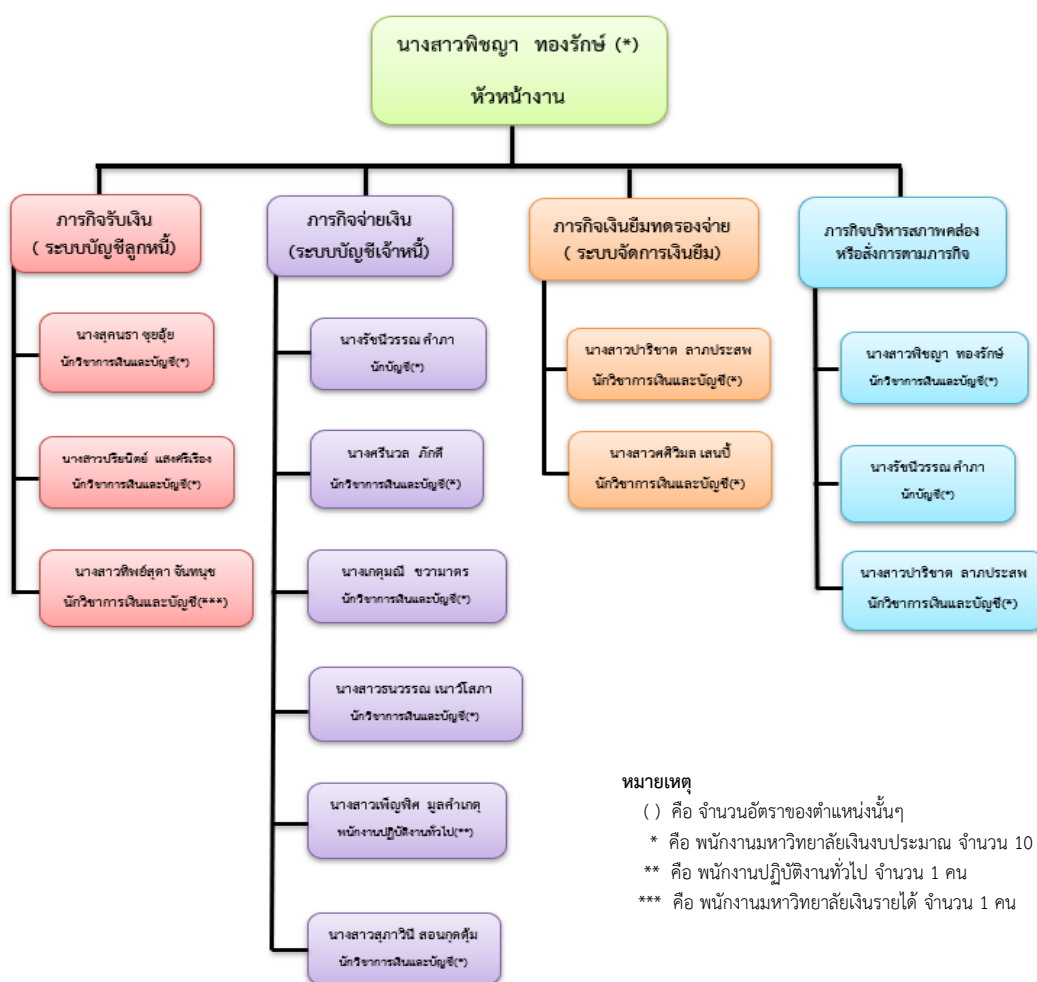 นางสาวพิชญา ทองรักษ์ (*)
หัวหน้างาน
ภารกิจรับเงิน
( ระบบบัญชีลูกหนี้)
นางสุคนธา ซุยอุ้ย
นักวิชาการเงินและบัญชี(*)
นางสาวปริยนิตย์ แสงศรีเรือง
นักวิชาการเงินและบัญชี(*)
นางสาวทิพย์สุดา จันทนุช
นักวิชาการเงินและบัญชี(***)
ภารกิจจ่ายเงิน
(ระบบบัญชีเจ้าหนี้)
นางรัชนีวรรณ คำภา
นักบัญชี(*)
นางศรีนวล ภักดี
นักวิชาการเงินและบัญชี(*)
นางเกตุมณี ชวามาตร
นักวิชาการเงินและบัญชี(*)
นางสาวธนวรรณ เนาว์โสภา
นักวิชาการเงินและบัญชี(*)
นางสาวเพ็ญพิศ มูลคำเกตุ
พนักงานปฏิบัติงานทั่วไป(**)
นางสาวสุภาวินี สอนกุดตุ้ม
นักวิชาการเงินและบัญชี(*)
ภารกิจเงินยืมทดรองจ่าย
( ระบบจัดการเงินยืม)
นางสาวปาริชาต ลาภประสพ
นักวิชาการเงินและบัญชี(*)
นางสาวศศิวิมล เสนปี้
นักวิชาการเงินและบัญชี(*)
ภารกิจบริหารสภาพคล่อง
หรือสั่งการตามภารกิจ
นางสาวพิชญา ทองรักษ์
นักวิชาการเงินและบัญชี(*)
นางรัชนีวรรณ คำภา
นักบัญชี(*)
นางสาวปาริชาต ลาภประสพ
นักวิชาการเงินและบัญชี(*)
หมายเหตุ
( ) คือ จำนวนอัตราของตำแหน่งนั้นๆ
* คือ พนักงานมหาวิทยาลัยเงินงบประมาณ จำนวน 10
** คือ พนักงานปฏิบัติงานทั่วไป จำนวน 1 คน
*** คือ พนักงานมหาวิทยาลัยเงินรายได้ จำนวน 1 คน